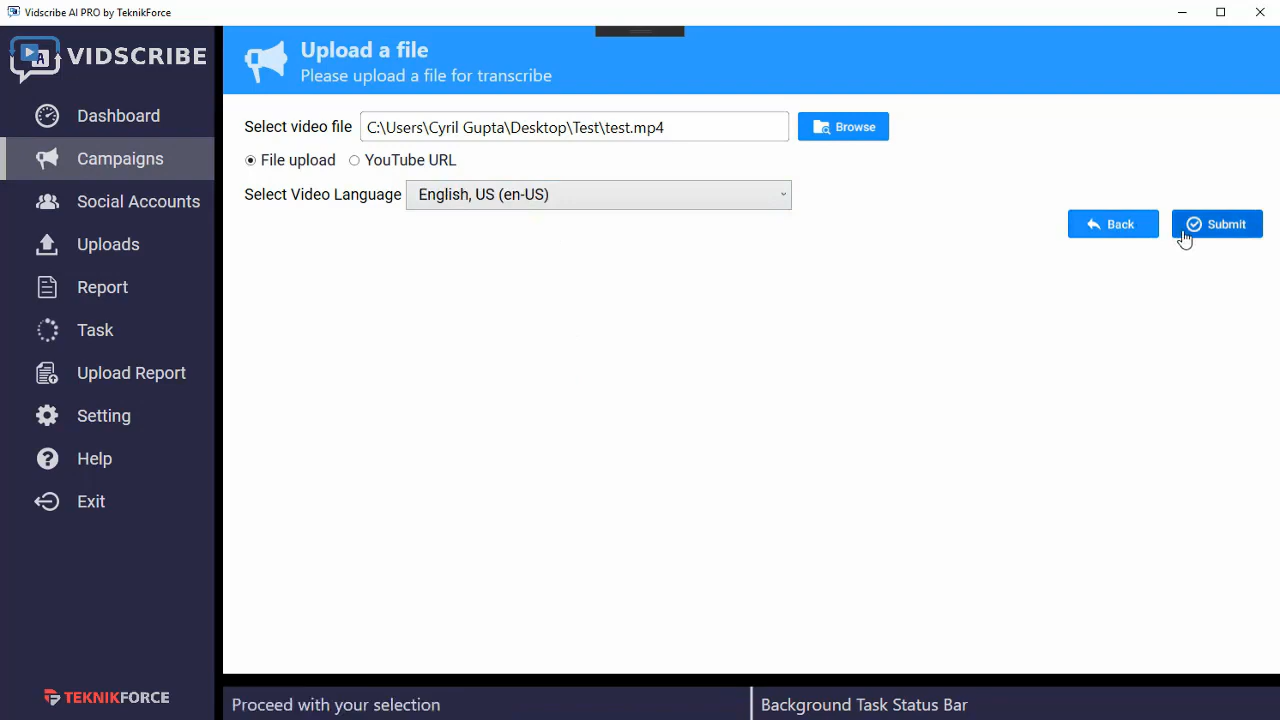 Vidscribe AI PRO by TeknikForce
VIDSCRIBE
Dashboard
Campaigns
Social Accounts
Uploads
Report
Task
Upload Report
Setting
Help
Exit
TEKNIKFORCE
Upload a file
Please upload a file for transcribe
Select video file C:\Users\Cyril Gupta\Desktop\Test\test.mp4 Browse
File upload YouTube URL
Select Video Language English, US (en-US)
Back Submit
Proceed with your selection Background Task Status Bar